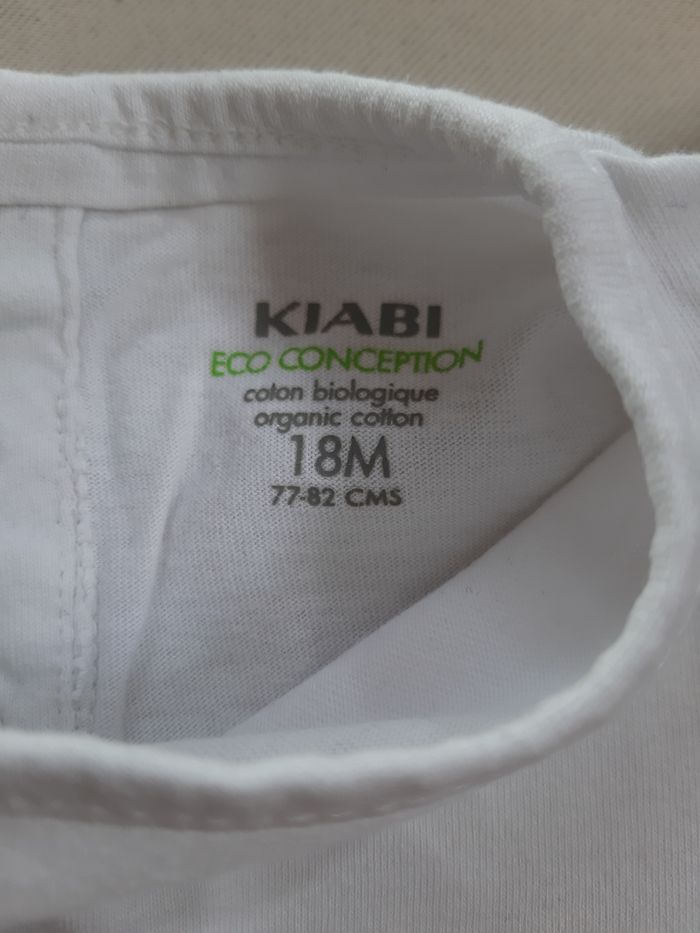 KIABI
ECO CONCEPTION
coton biologique
organic cotton
18M
77-82 CMS